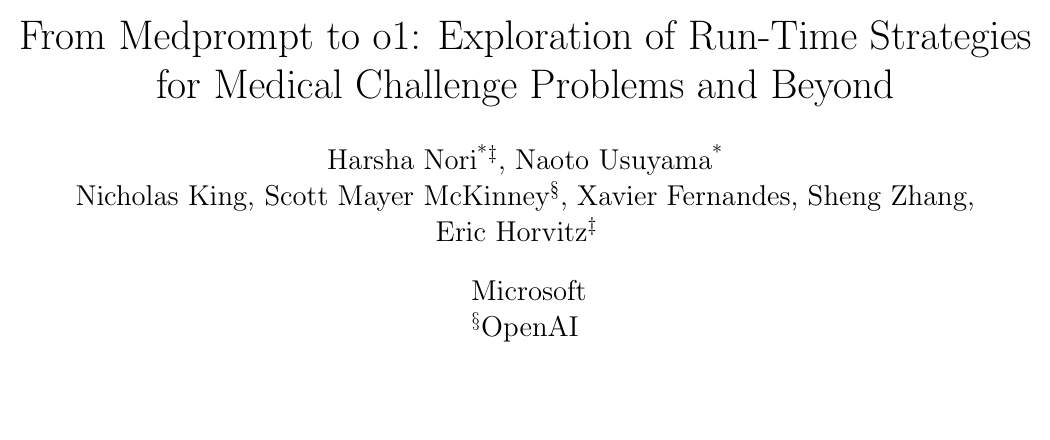 From Medprompt to o1: Exploration of Run-Time Strategies
for Medical Challenge Problems and Beyond
Harsha Nori*‡, Naoto Usuyama*
Nicholas King, Scott Mayer McKinney§, Xavier Fernandes, Sheng Zhang,
Eric Horvitz‡
Microsoft
§OpenAI